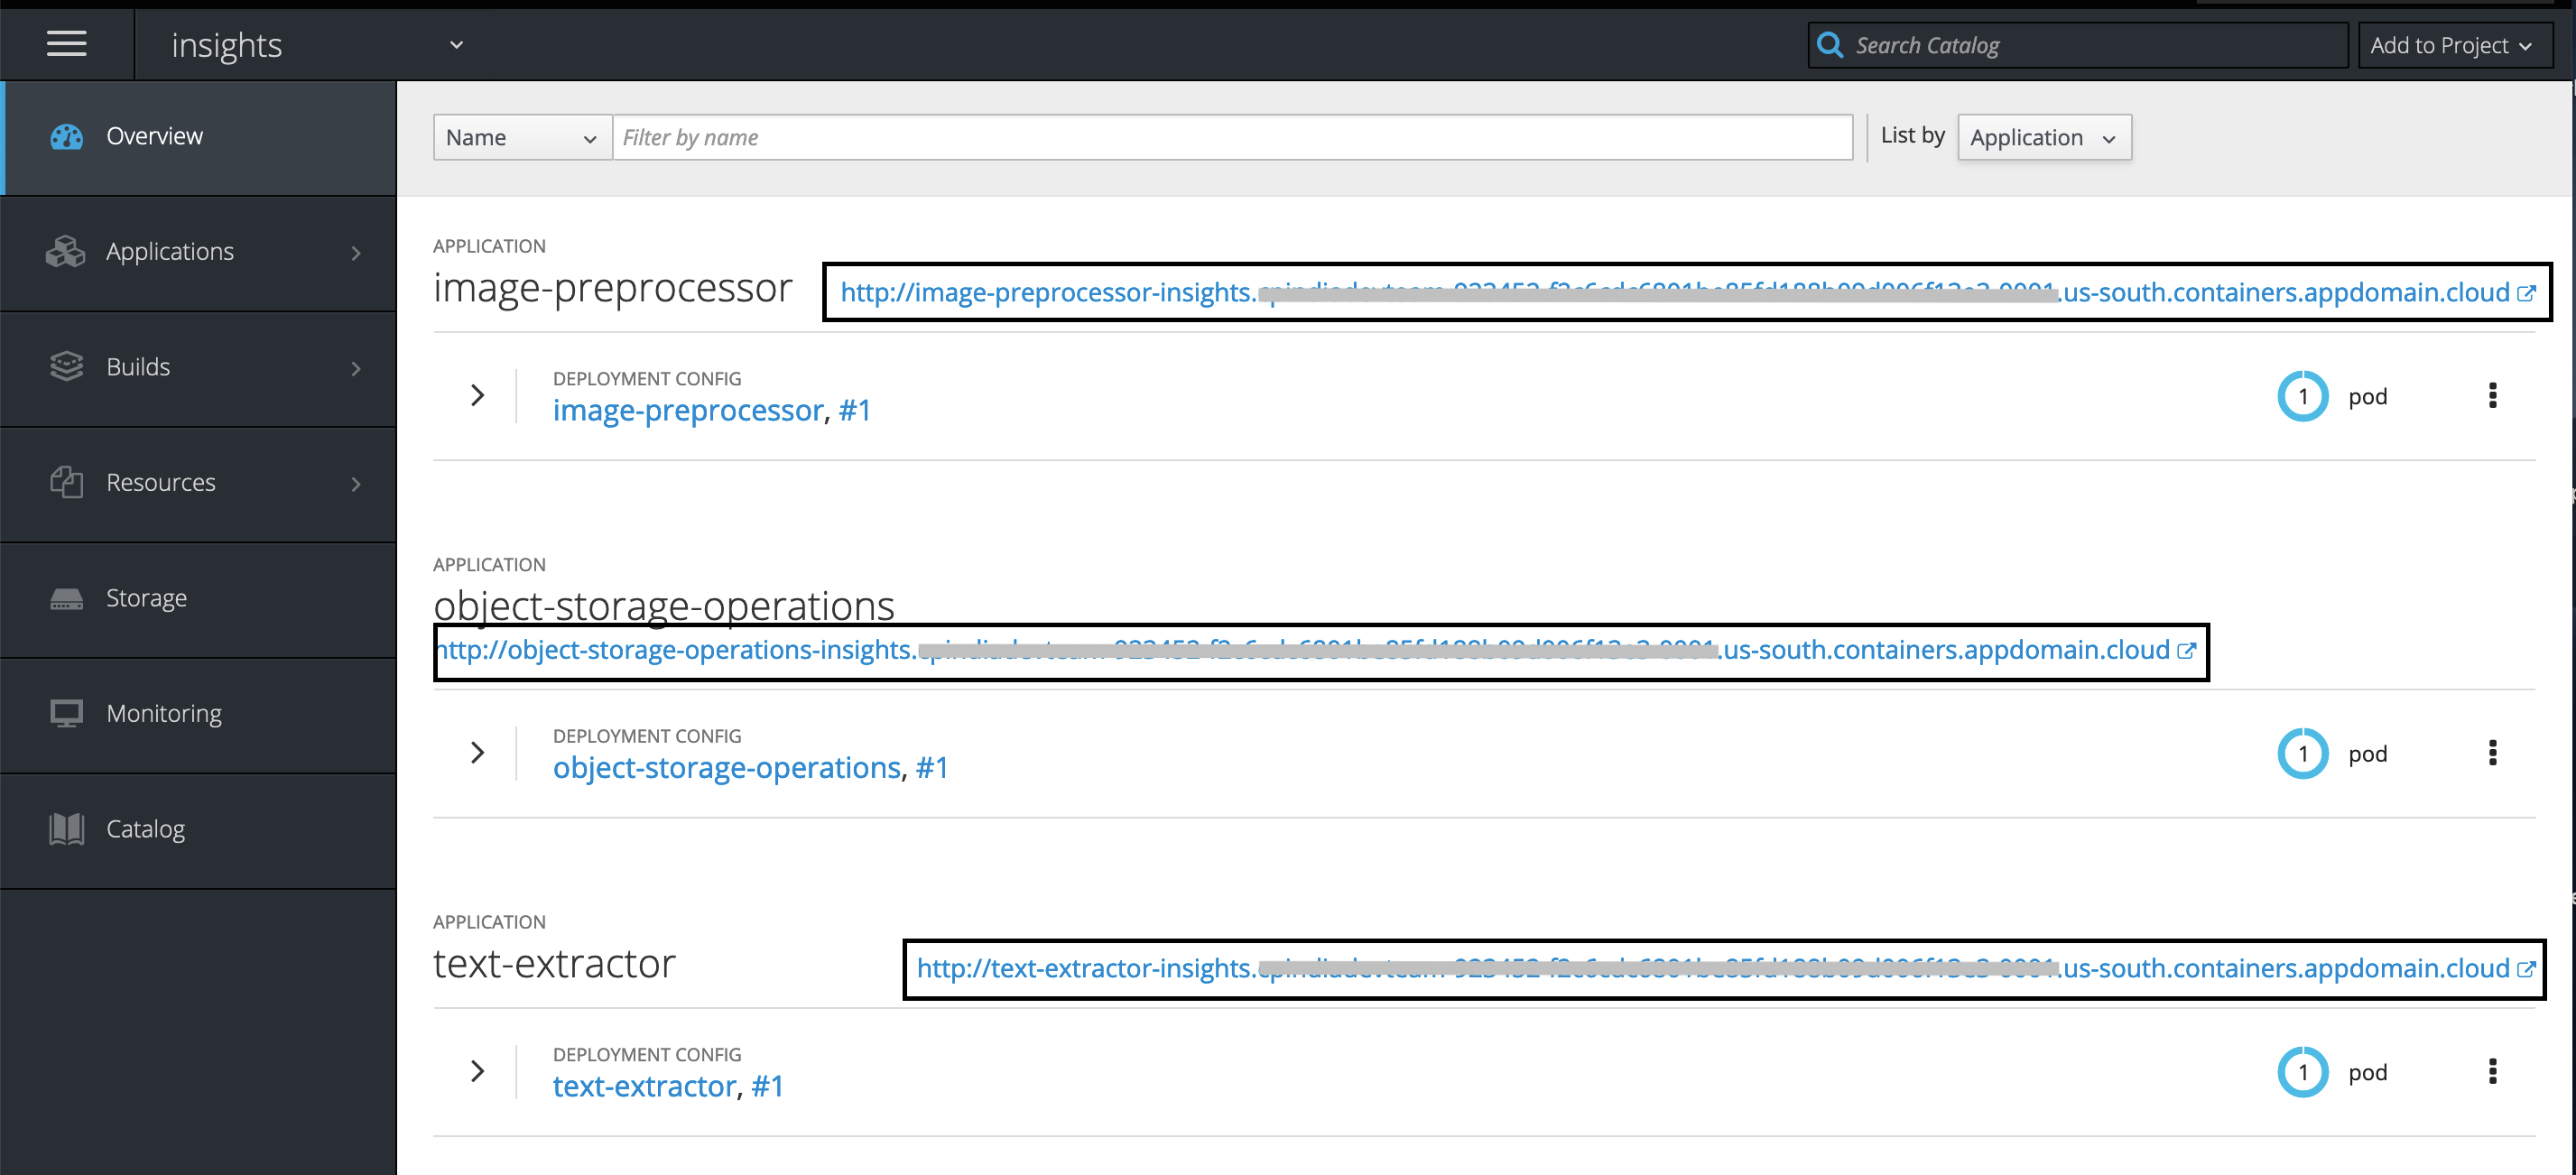 insights
Search Catalog
Add to Project
Overview
Applications
Builds
Resources
Storage
Monitoring
Catalog
Name
Filter by name
List by
Application
APPLICATION
image-preprocessor
http://image-preprocessor-insights. .us-south.containers.appdomain.cloud
DEPLOYMENT CONFIG
image-preprocessor, #1
1 pod
APPLICATION
object-storage-operations
http://object-storage-operations-insights. .us-south.containers.appdomain.cloud
DEPLOYMENT CONFIG
object-storage-operations, #1
1 pod
APPLICATION
text-extractor
http://text-extractor-insights. .us-south.containers.appdomain.cloud
DEPLOYMENT CONFIG
text-extractor, #1
1 pod